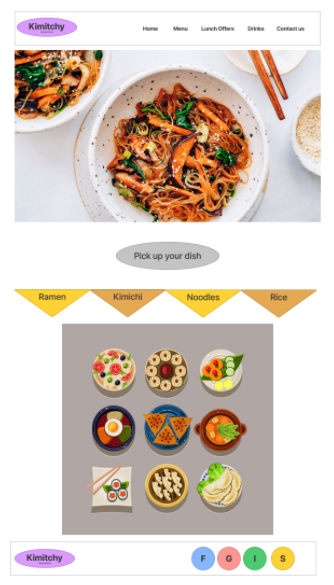 Kimitchy
Home Menu Lunch Offers Drinks Contact us
Pick up your dish
Ramen Kimichi Noodles Rice
Kimitchy
F G I S